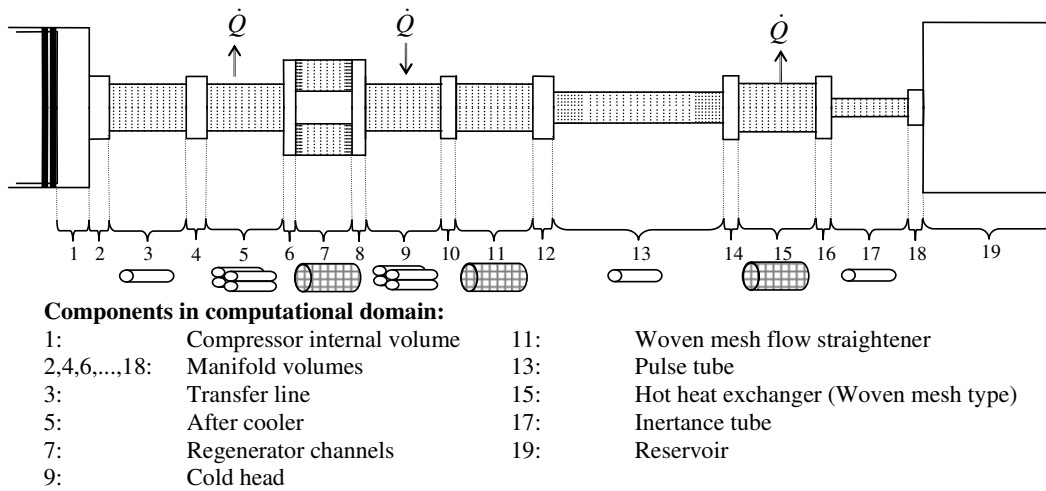 Q̇ Q̇ Q̇
1 2 3 4 5 6 7 8 9 10 11 12 13 14 15 16 17 18 19
Components in computational domain:
1: Compressor internal volume 11: Woven mesh flow straightener
2,4,6,...,18: Manifold volumes 13: Pulse tube
3: Transfer line 15: Hot heat exchanger (Woven mesh type)
5: After cooler 17: Inertance tube
7: Regenerator channels 19: Reservoir
9: Cold head